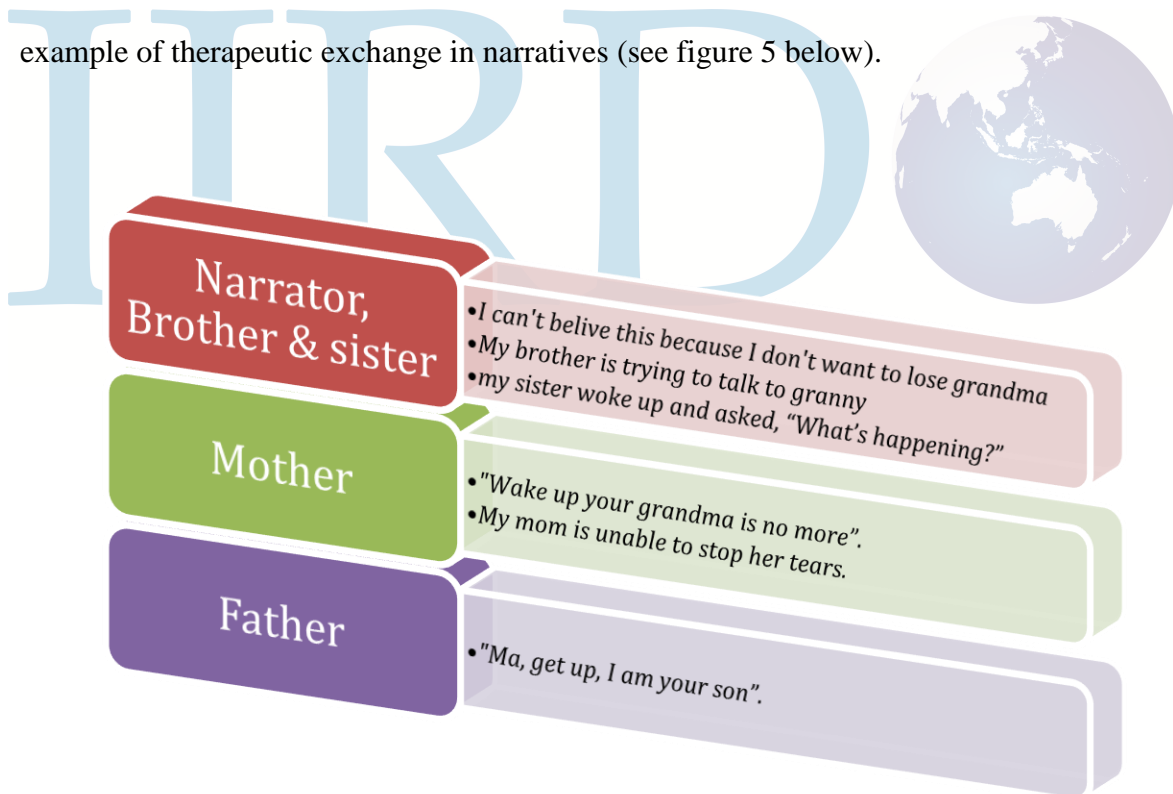 IIRD
example of therapeutic exchange in narratives (see figure 5 below).
Narrator,
Brother & sister
•I can't belive this because I don't want to lose grandma
•My brother is trying to talk to granny
•my sister woke up and asked, “What’s happening?”
Mother
•"Wake up your grandma is no more”.
•My mom is unable to stop her tears.
Father
•"Ma, get up, I am your son”.